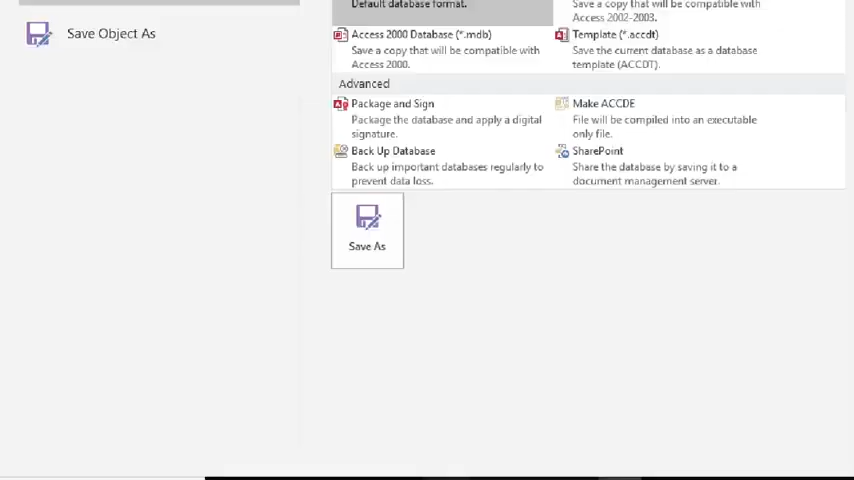 Default database format.
Save a copy that will be compatible with
Access 2002-2003.
Save Object As
Access 2000 Database (*.mdb)
Save a copy that will be compatible with
Access 2000.
Template (*.accdt)
Save the current database as a database
template (ACCDT).
Advanced
Package and Sign
Package the database and apply a digital
signature.
Make ACCDE
File will be compiled into an executable
only file.
Back Up Database
Back up important databases regularly to
prevent data loss.
SharePoint
Share the database by saving it to a
document management server.
Save As